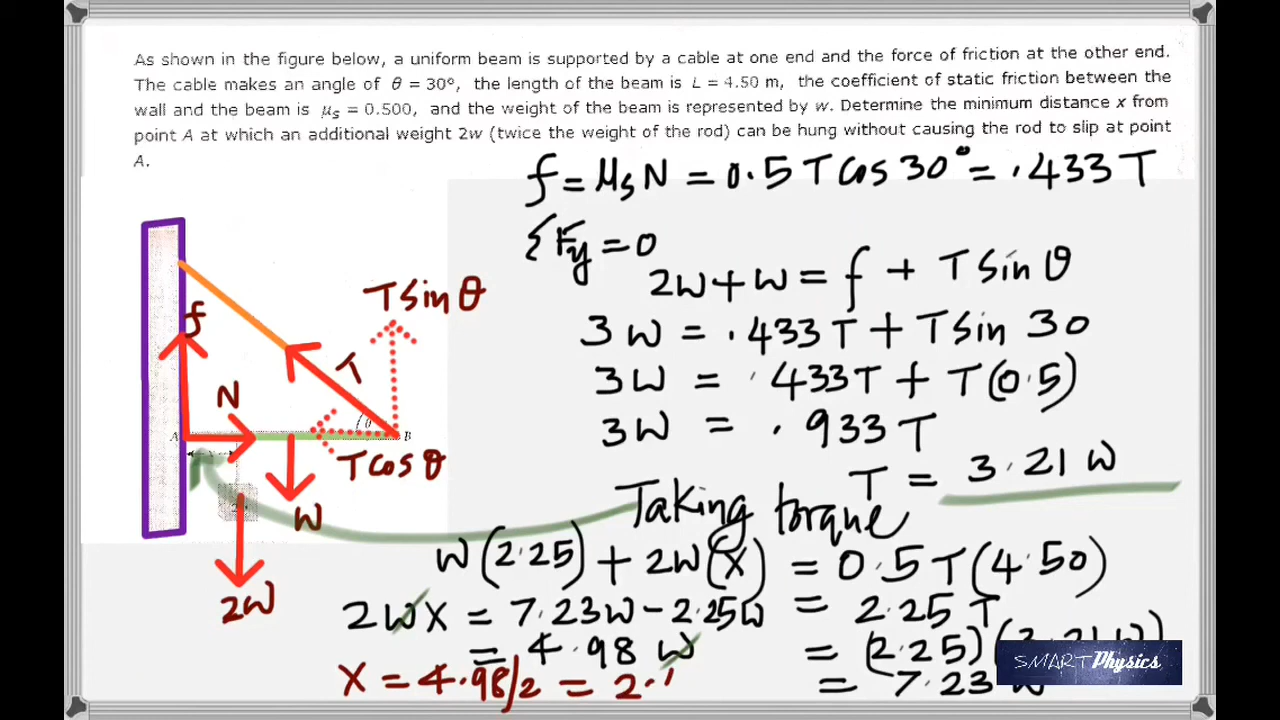 As shown in the figure below, a uniform beam is supported by a cable at one end and the force of friction at the other end.
The cable makes an angle of θ = 30°, the length of the beam is L = 4.50 m, the coefficient of static friction between the
wall and the beam is μs = 0.500, and the weight of the beam is represented by w. Determine the minimum distance x from
point A at which an additional weight 2w (twice the weight of the rod) can be hung without causing the rod to slip at point
A.
f = μs N = 0.5 T cos 30° = .433 T
Σ Fy = 0
2W + W = f + T sin θ
3W = .433T + T sin 30
3W = .433T + T(0.5)
3W = .933 T
T = 3.21 W
Taking torque
W(2.25) + 2W(x) = 0.5T(4.50)
2WX = 7.23W - 2.25W = 2.25 T
= 4.98 W = (2.25)
X = 4.98/2 = 2. = 7.23
f
N
A
T
T sin θ
θ
B
T cos θ
W
2W
SMART Physics